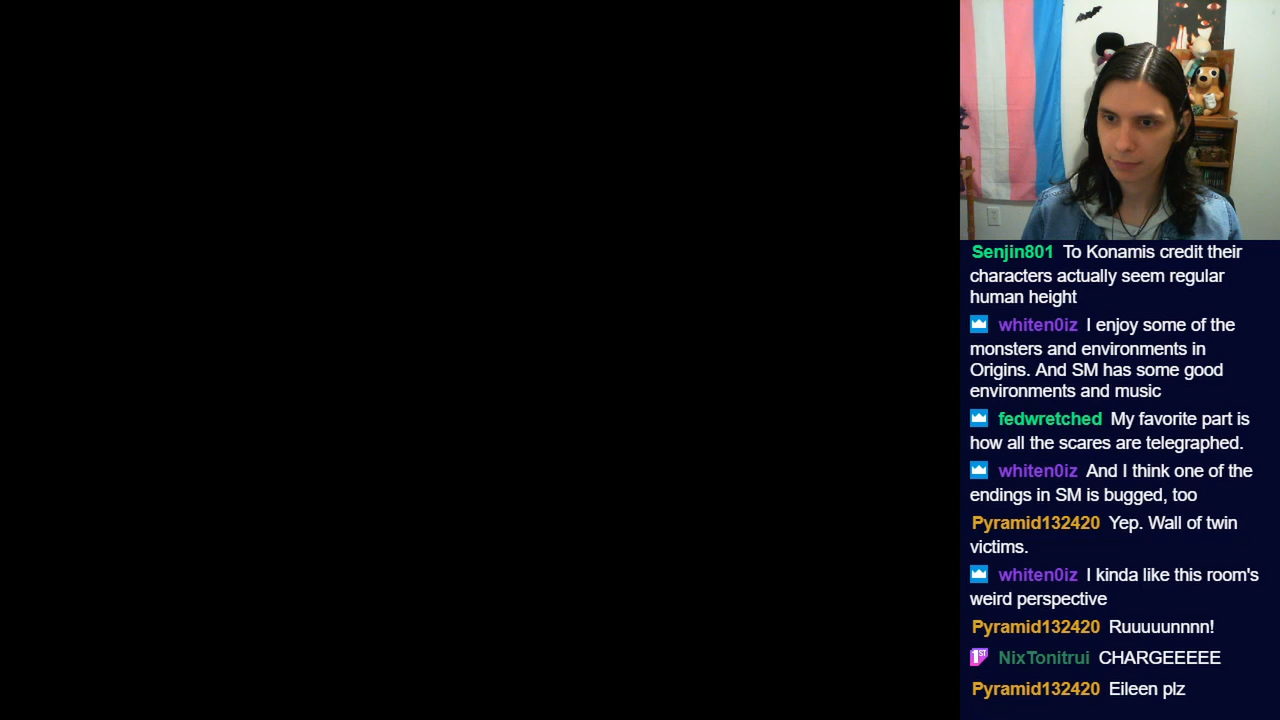 Senjin801 To Konamis credit their
characters actually seem regular
human height
whiten0iz I enjoy some of the
monsters and environments in
Origins. And SM has some good
environments and music
fedwretched My favorite part is
how all the scares are telegraphed.
whiten0iz And I think one of the
endings in SM is bugged, too
Pyramid132420 Yep. Wall of twin
victims.
whiten0iz I kinda like this room's
weird perspective
Pyramid132420 Ruuuuunnnn!
1ST NixTonitrui CHARGEEEEE
Pyramid132420 Eileen plz